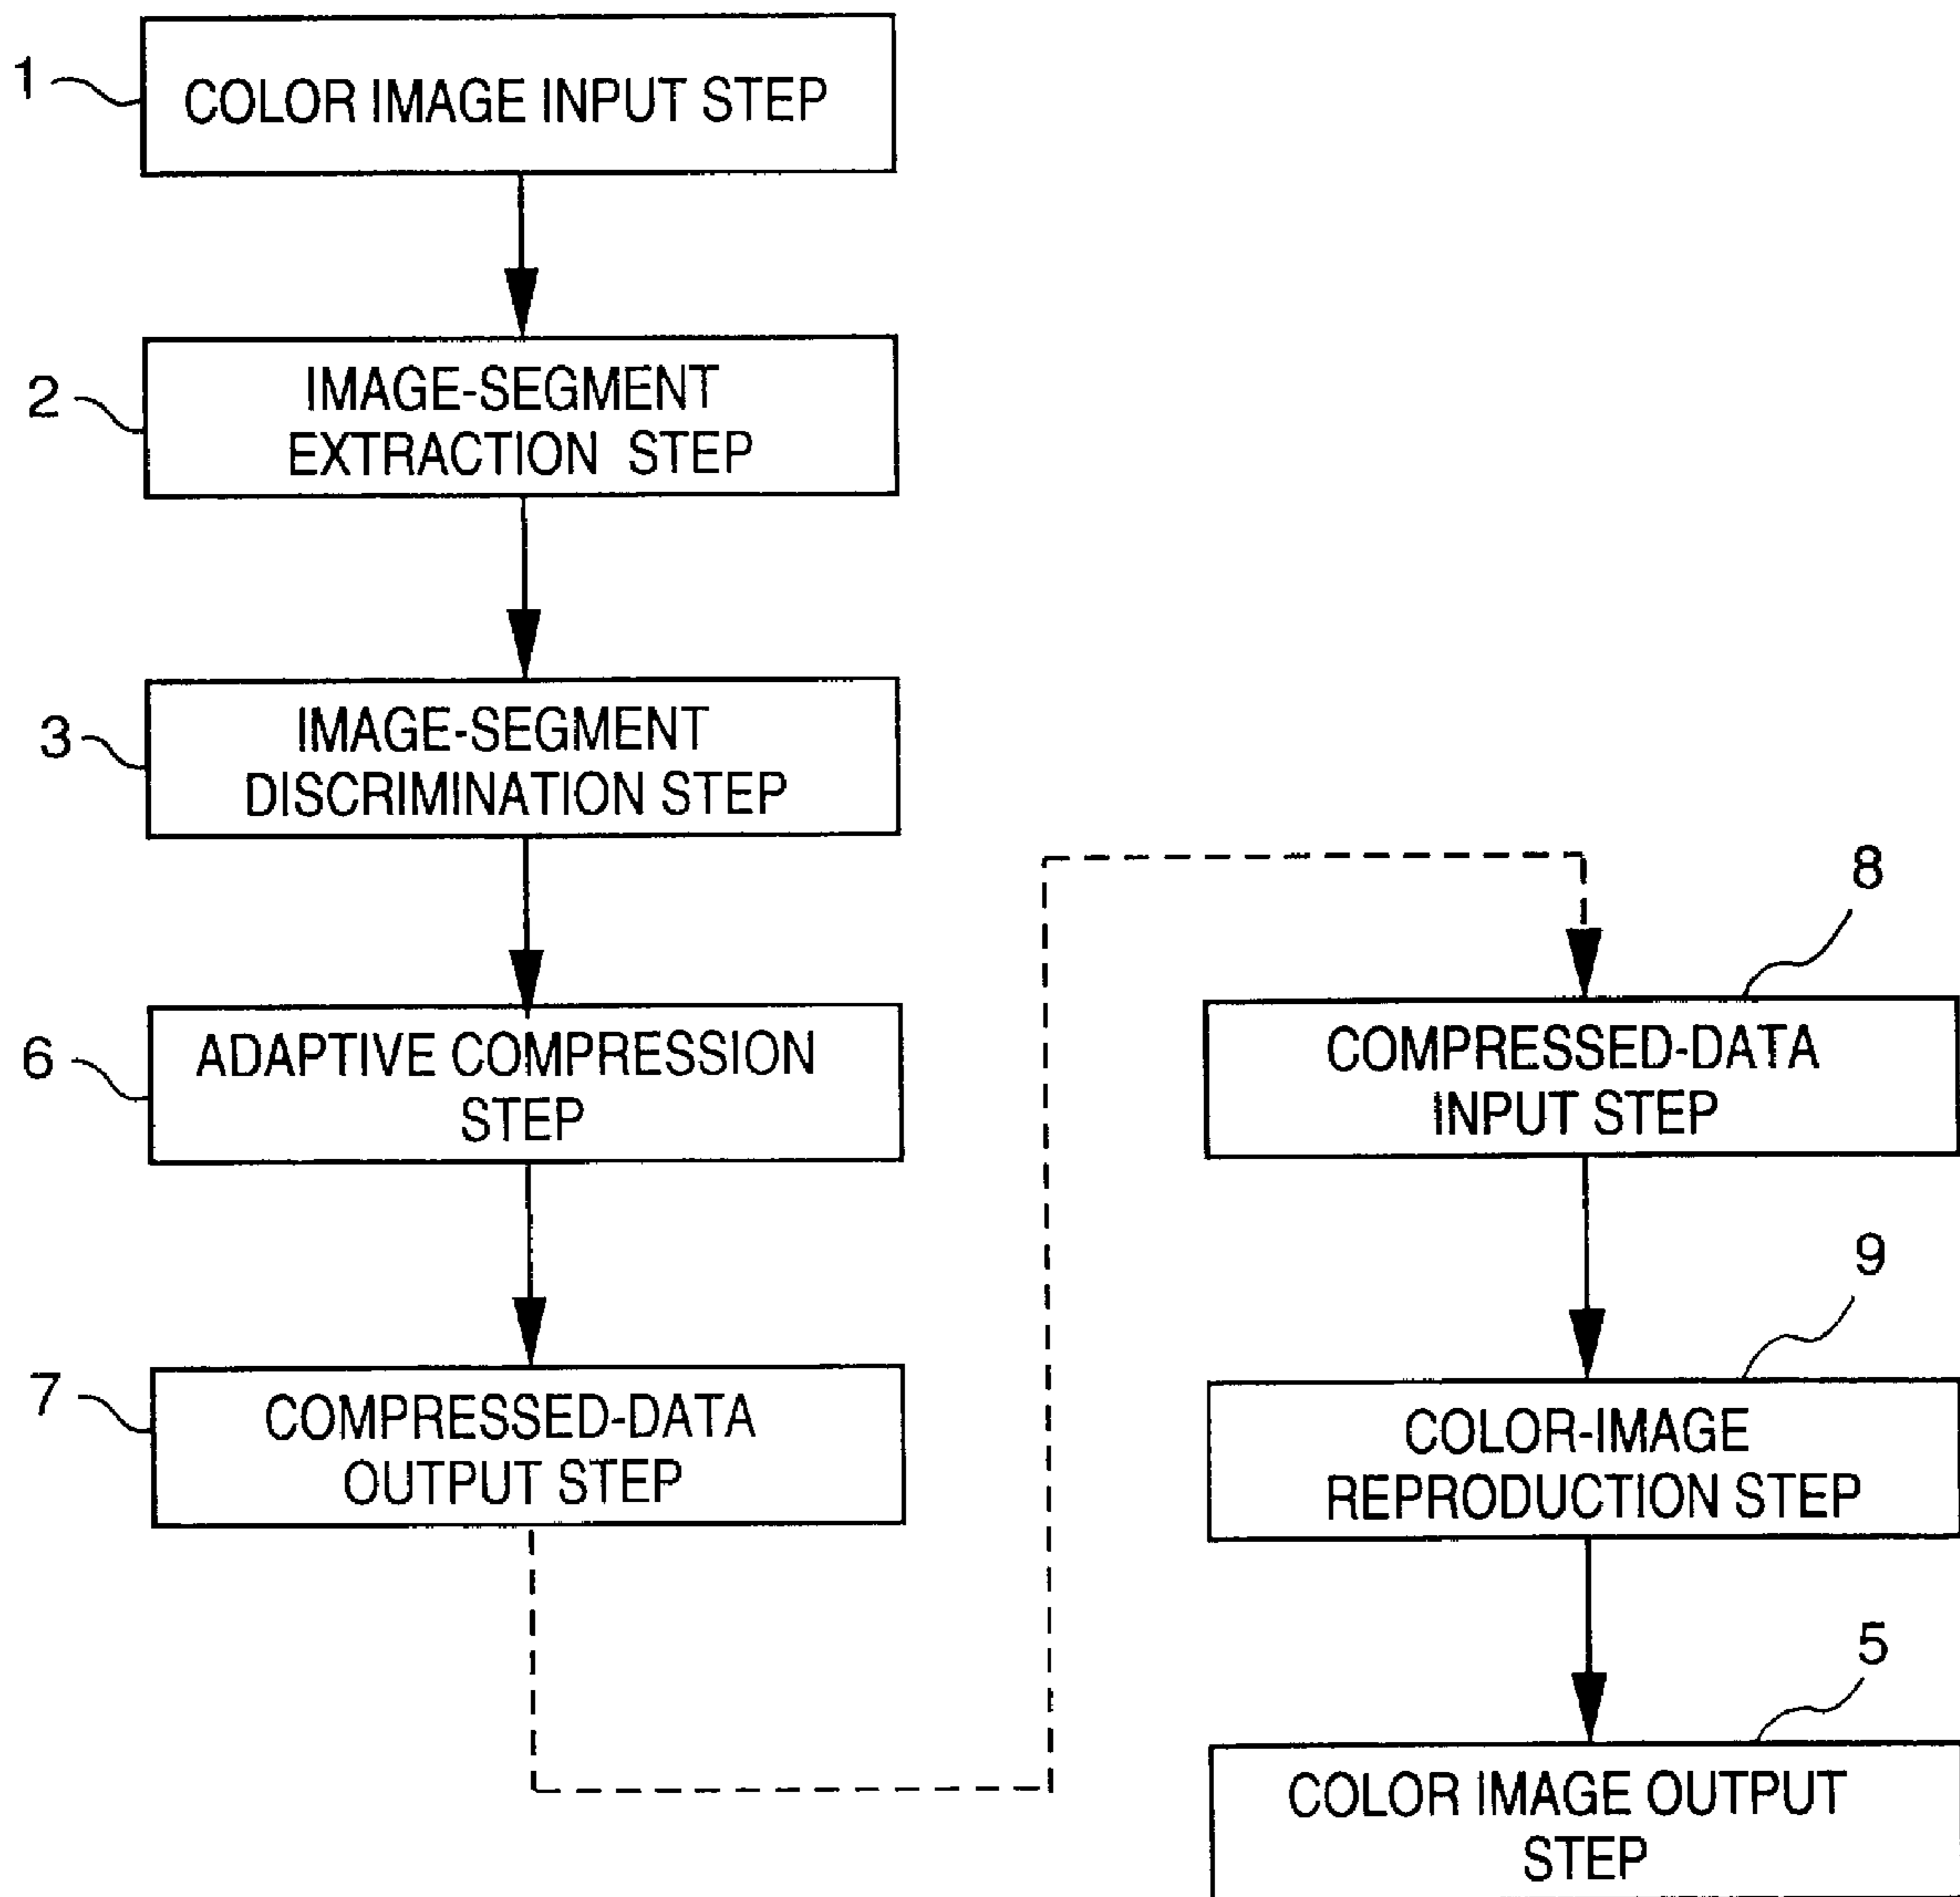 1
COLOR IMAGE INPUT STEP
2
IMAGE-SEGMENT
EXTRACTION STEP
3
IMAGE-SEGMENT
DISCRIMINATION STEP
6
ADAPTIVE COMPRESSION
STEP
7
COMPRESSED-DATA
OUTPUT STEP
8
COMPRESSED-DATA
INPUT STEP
9
COLOR-IMAGE
REPRODUCTION STEP
5
COLOR IMAGE OUTPUT
STEP